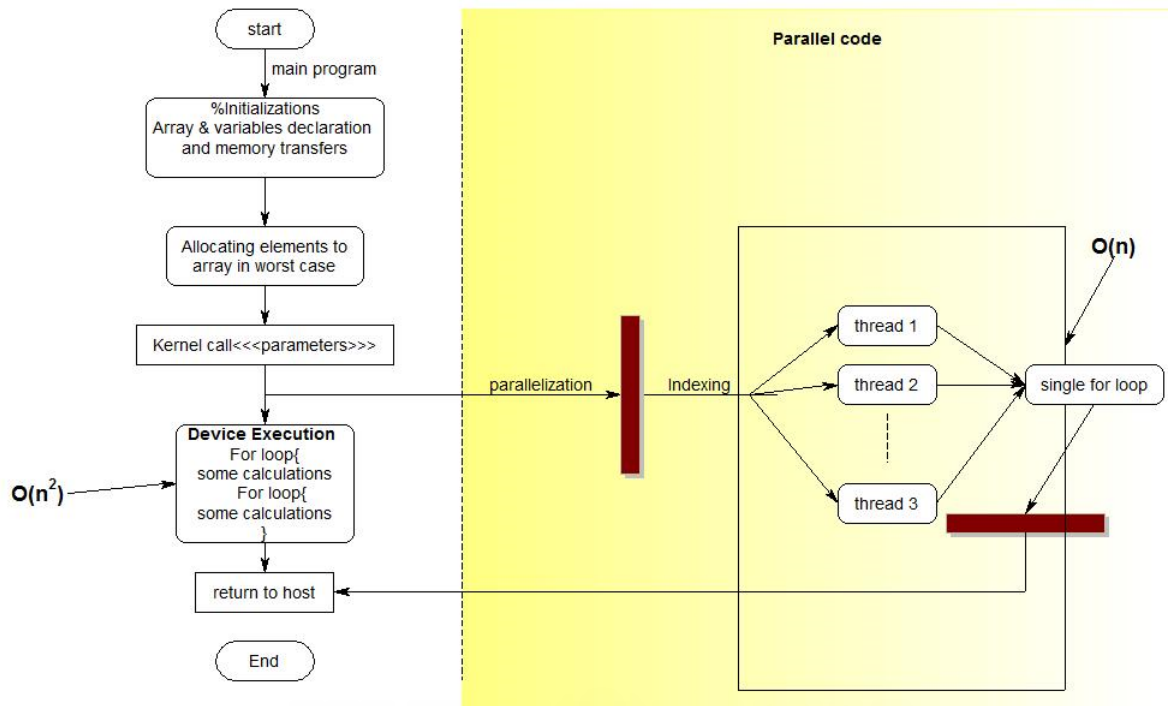 start
main program
%Initializations
Array & variables declaration
and memory transfers
Allocating elements to
array in worst case
Kernel call<<<parameters>>>
Device Execution
For loop{
some calculations
For loop{
some calculations
}
O(n²)
return to host
End
Parallel code
parallelization
Indexing
thread 1
thread 2
thread 3
single for loop
O(n)